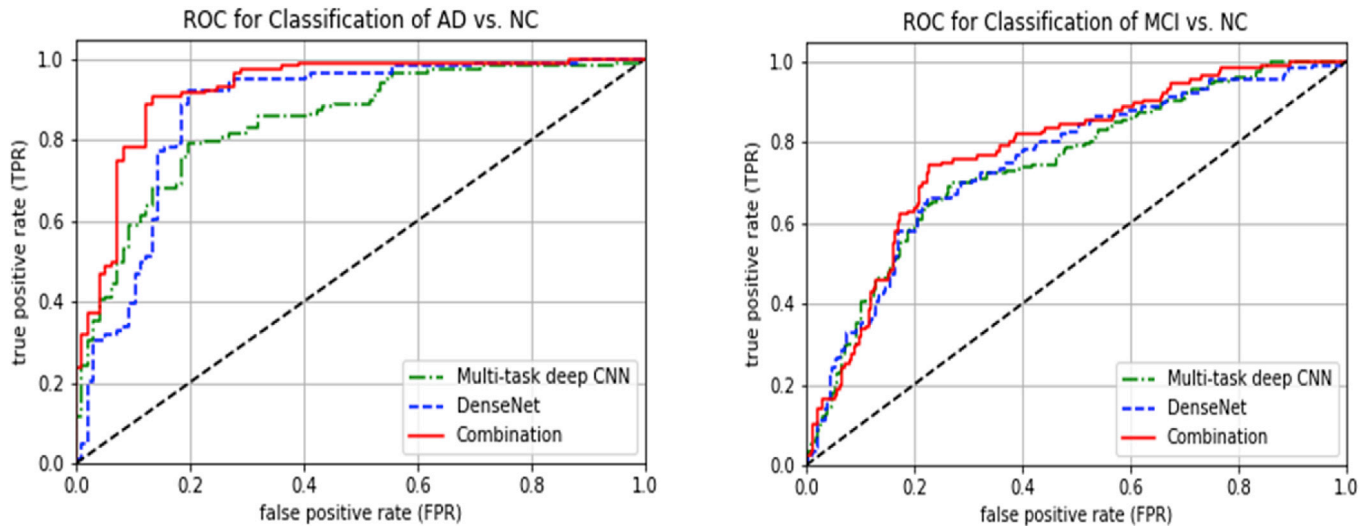 ROC for Classification of AD vs. NC
true positive rate (TPR)
1.0
0.8
0.6
0.4
0.2
0.0
Multi-task deep CNN
DenseNet
Combination
0.0 0.2 0.4 0.6 0.8 1.0
false positive rate (FPR)
ROC for Classification of MCI vs. NC
true positive rate (TPR)
1.0
0.8
0.6
0.4
0.2
0.0
Multi-task deep CNN
DenseNet
Combination
0.0 0.2 0.4 0.6 0.8 1.0
false positive rate (FPR)